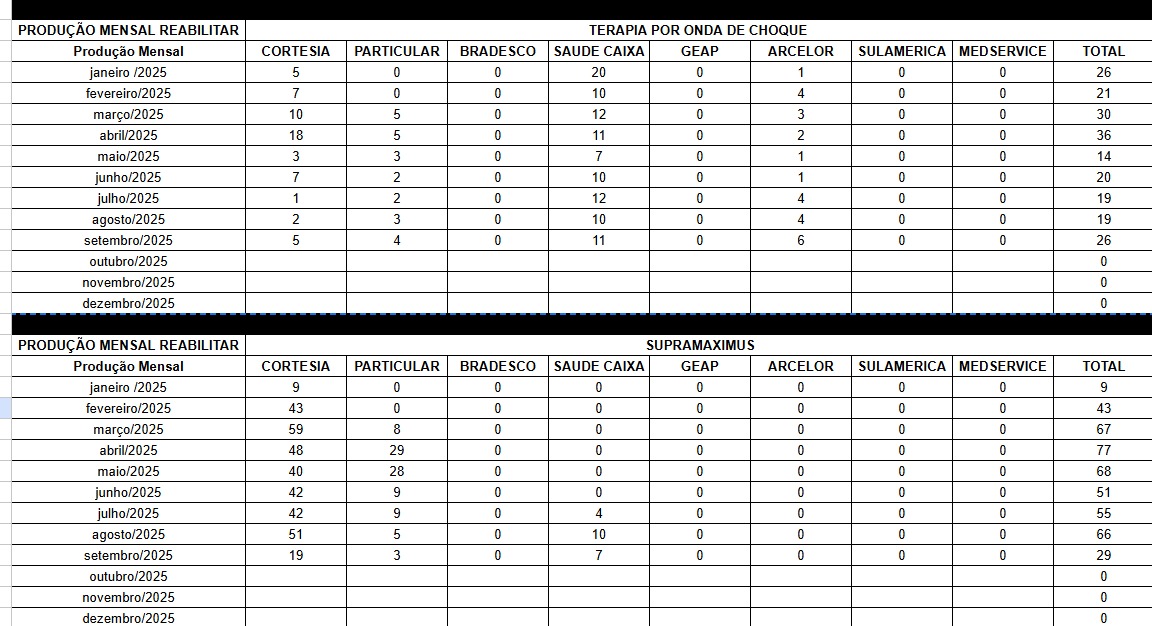 PRODUÇÃO MENSAL REABILITAR TERAPIA POR ONDA DE CHOQUE
Produção Mensal CORTESIA PARTICULAR BRADESCO SAUDE CAIXA GEAP ARCELOR SULAMERICA MEDSERVICE TOTAL
janeiro /2025 5 0 0 20 0 1 0 0 26
fevereiro/2025 7 0 0 10 0 4 0 0 21
março/2025 10 5 0 12 0 3 0 0 30
abril/2025 18 5 0 11 0 2 0 0 36
maio/2025 3 3 0 7 0 1 0 0 14
junho/2025 7 2 0 10 0 1 0 0 20
julho/2025 1 2 0 12 0 4 0 0 19
agosto/2025 2 3 0 10 0 4 0 0 19
setembro/2025 5 4 0 11 0 6 0 0 26
outubro/2025 0
novembro/2025 0
dezembro/2025 0
PRODUÇÃO MENSAL REABILITAR SUPRAMAXIMUS
Produção Mensal CORTESIA PARTICULAR BRADESCO SAUDE CAIXA GEAP ARCELOR SULAMERICA MEDSERVICE TOTAL
janeiro /2025 9 0 0 0 0 0 0 0 9
fevereiro/2025 43 0 0 0 0 0 0 0 43
março/2025 59 8 0 0 0 0 0 0 67
abril/2025 48 29 0 0 0 0 0 0 77
maio/2025 40 28 0 0 0 0 0 0 68
junho/2025 42 9 0 0 0 0 0 0 51
julho/2025 42 9 0 4 0 0 0 0 55
agosto/2025 51 5 0 10 0 0 0 0 66
setembro/2025 19 3 0 7 0 0 0 0 29
outubro/2025 0
novembro/2025 0
dezembro/2025 0